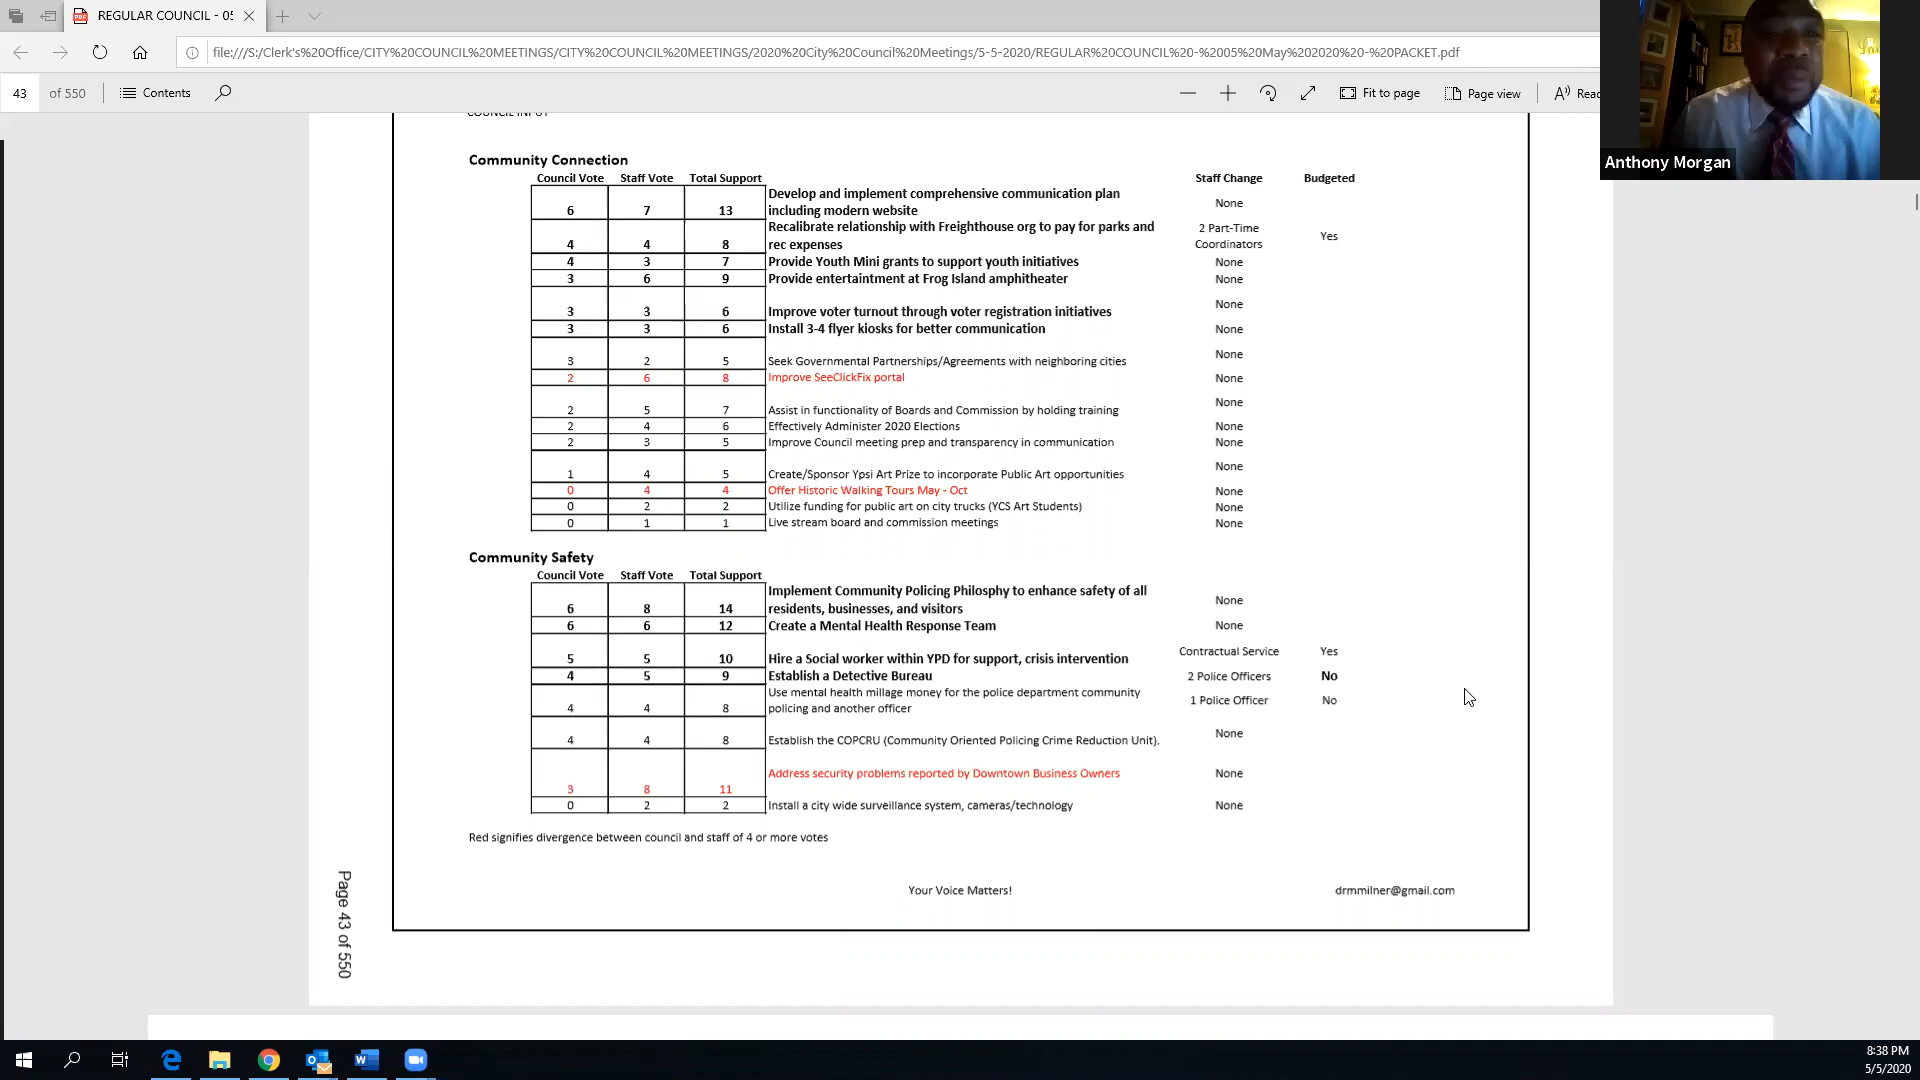 REGULAR COUNCIL - 05
file:///S:/Clerk's%20Office/CITY%20COUNCIL%20MEETINGS/CITY%20COUNCIL%20MEETINGS/2020%20City%20Council%20Meetings/5-5-2020/REGULAR%20COUNCIL%20-%2005%20May%202020%20-%20PACKET.pdf
43 of 550 Contents Fit to page Page view Read
Anthony Morgan
COUNCIL INPUT
Community Connection
Council Vote Staff Vote Total Support Staff Change Budgeted
Develop and implement comprehensive communication plan
6 7 13 including modern website None
Recalibrate relationship with Freighthouse org to pay for parks and 2 Part-Time
4 4 8 rec expenses Coordinators Yes
4 3 7 Provide Youth Mini grants to support youth initiatives None
3 6 9 Provide entertaintment at Frog Island amphitheater None
3 3 6 Improve voter turnout through voter registration initiatives None
3 3 6 Install 3-4 flyer kiosks for better communication None
3 2 5 Seek Governmental Partnerships/Agreements with neighboring cities None
2 6 8 Improve SeeClickFix portal None
2 5 7 Assist in functionality of Boards and Commission by holding training None
2 4 6 Effectively Administer 2020 Elections None
2 3 5 Improve Council meeting prep and transparency in communication None
1 4 5 Create/Sponsor Ypsi Art Prize to incorporate Public Art opportunities None
0 4 4 Offer Historic Walking Tours May - Oct None
0 2 2 Utilize funding for public art on city trucks (YCS Art Students) None
0 1 1 Live stream board and commission meetings None
Community Safety
Council Vote Staff Vote Total Support
Implement Community Policing Philosphy to enhance safety of all
6 8 14 residents, businesses, and visitors None
6 6 12 Create a Mental Health Response Team None
5 5 10 Hire a Social worker within YPD for support, crisis intervention Contractual Service Yes
4 5 9 Establish a Detective Bureau 2 Police Officers No
Use mental health millage money for the police department community
4 4 8 policing and another officer 1 Police Officer No
4 4 8 Establish the COPCRU (Community Oriented Policing Crime Reduction Unit). None
Address security problems reported by Downtown Business Owners None
3 8 11
0 2 2 Install a city wide surveillance system, cameras/technology None
Red signifies divergence between council and staff of 4 or more votes
Your Voice Matters! drmmilner@gmail.com
Page 43 of 550
8:38 PM
5/5/2020